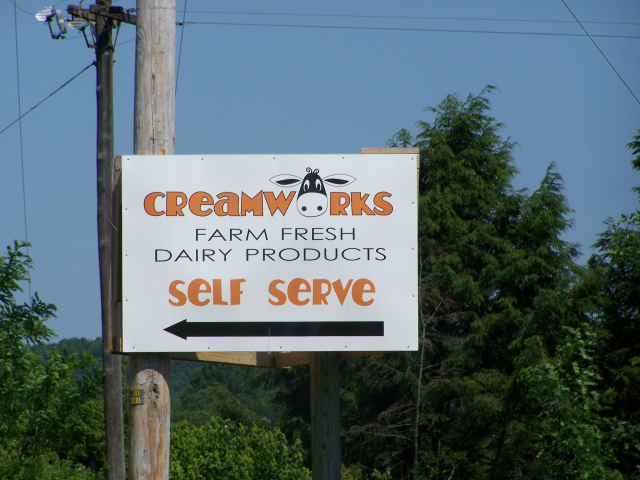 CREAMWORKS
FARM FRESH
DAIRY PRODUCTS
SELF SERVE